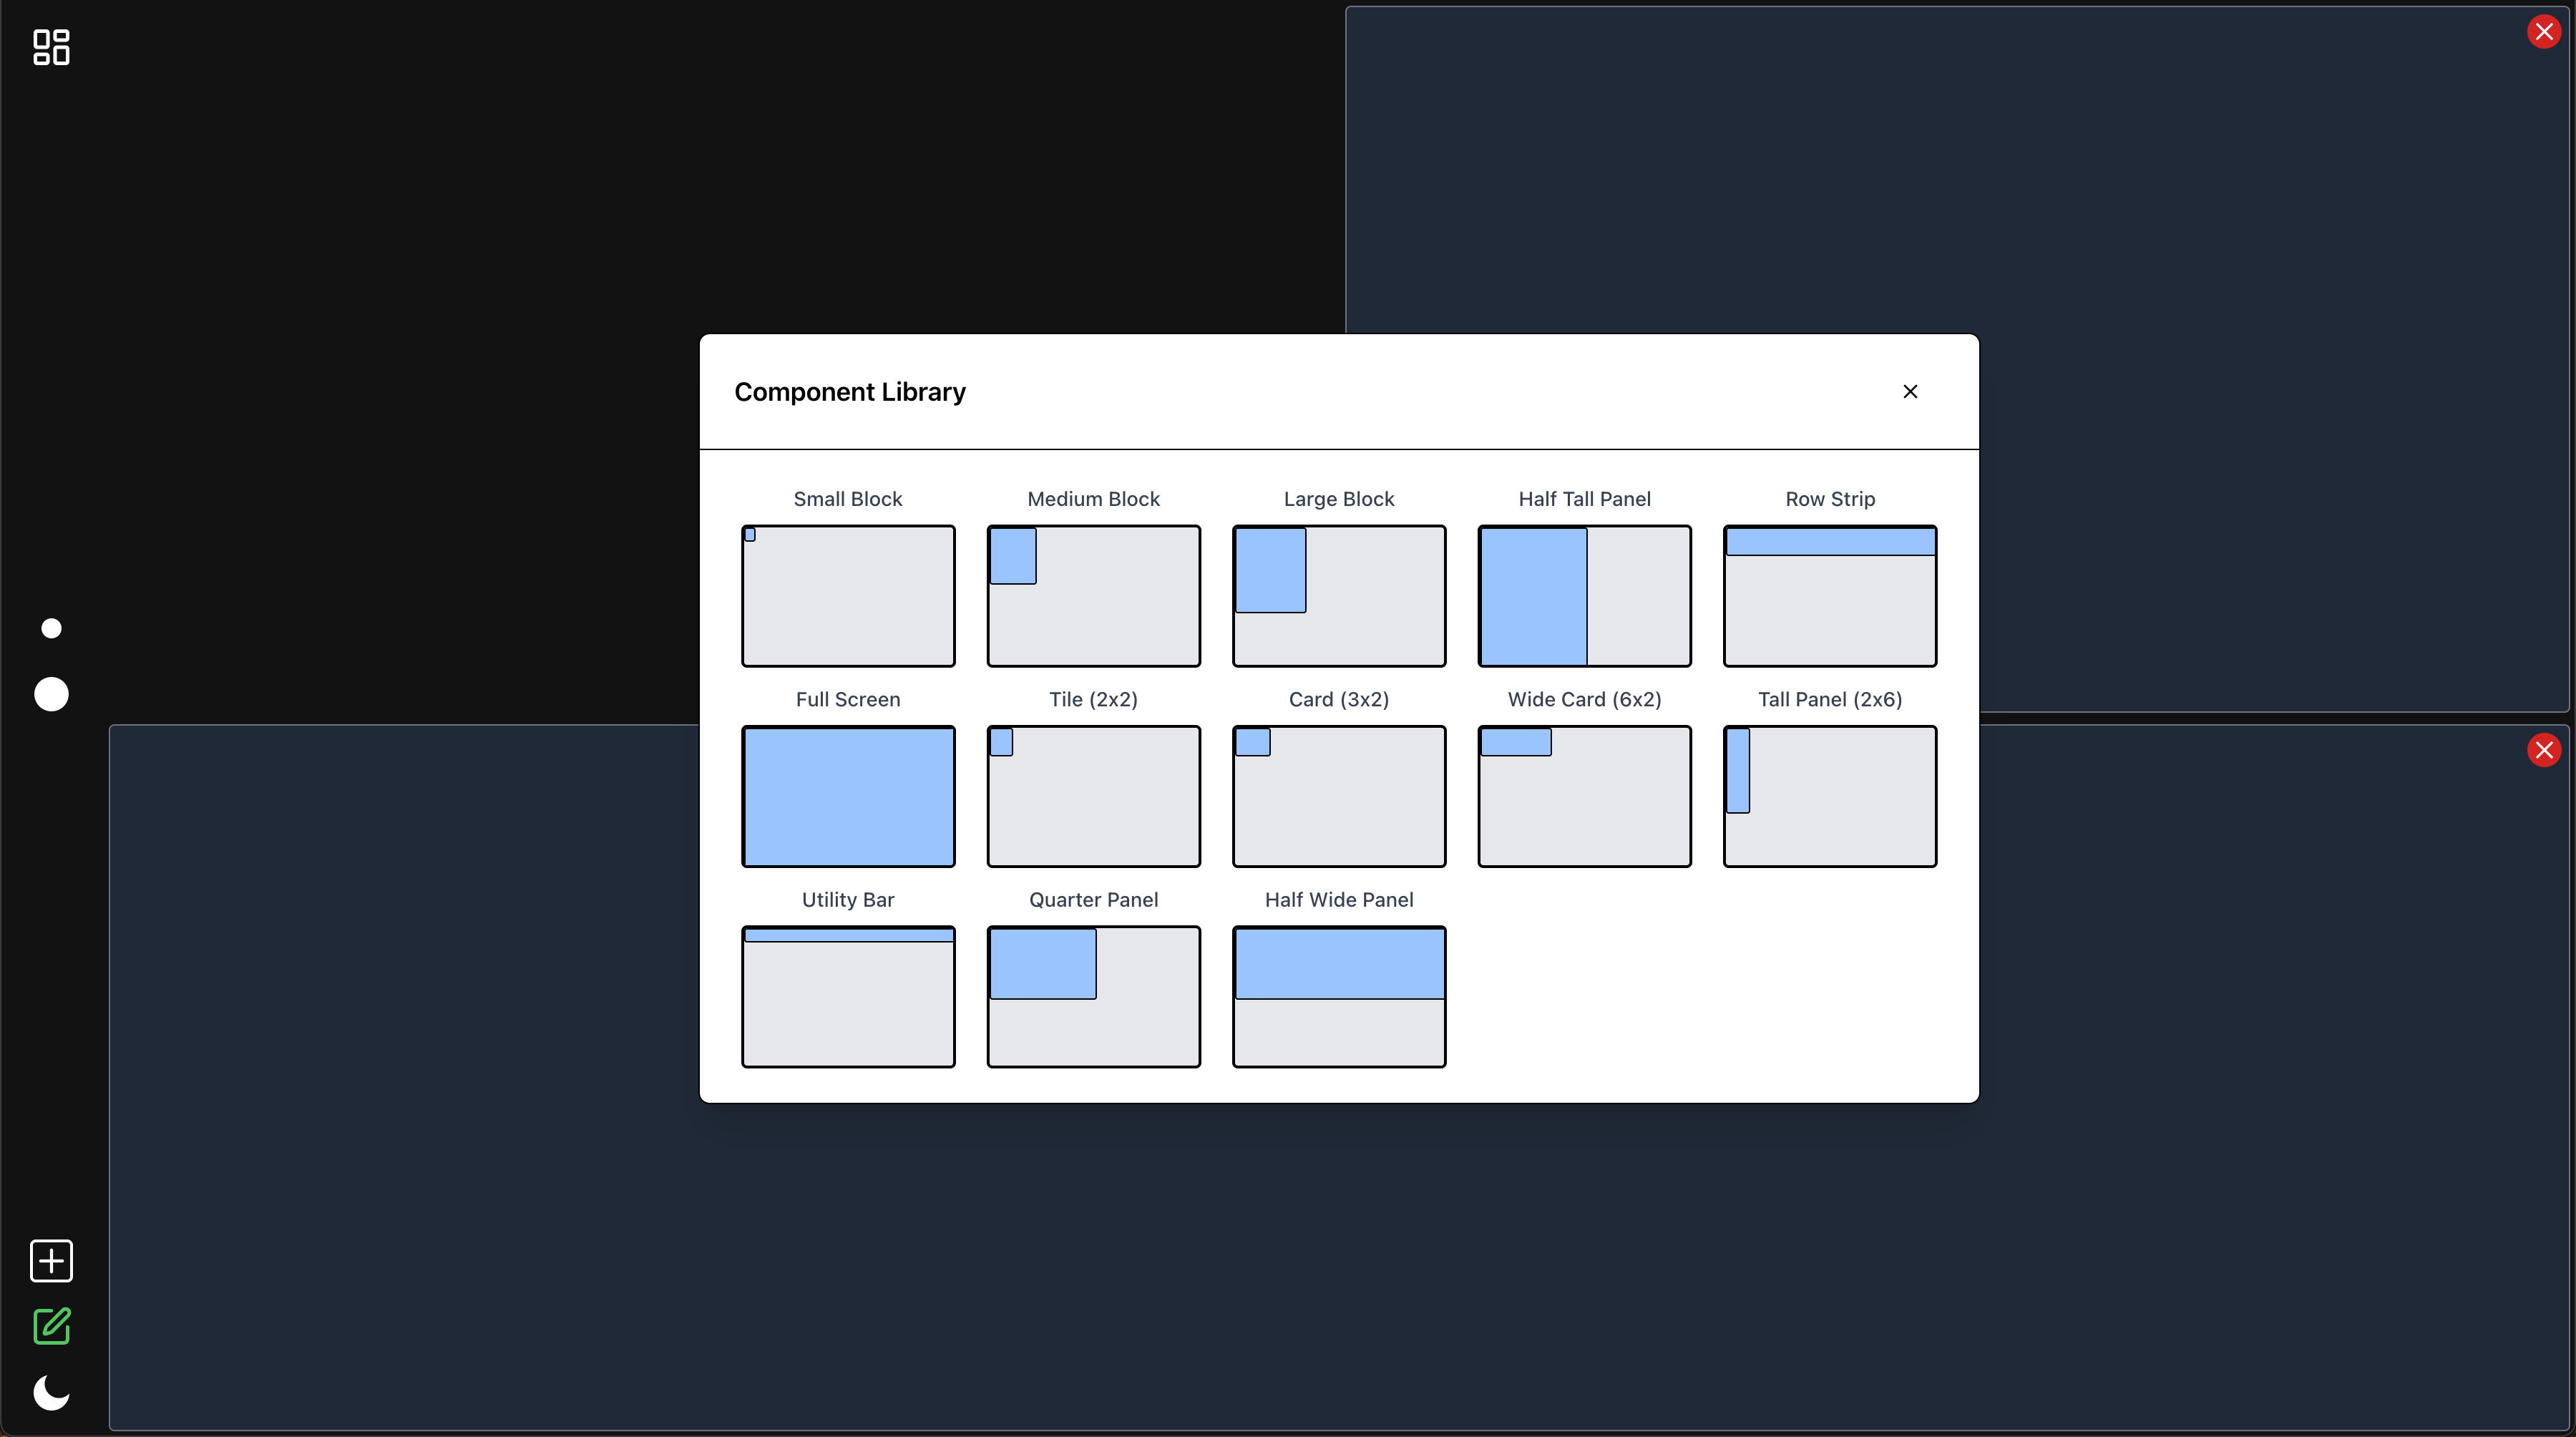 Component Library
Small Block
Medium Block
Large Block
Half Tall Panel
Row Strip
Full Screen
Tile (2x2)
Card (3x2)
Wide Card (6x2)
Tall Panel (2x6)
Utility Bar
Quarter Panel
Half Wide Panel